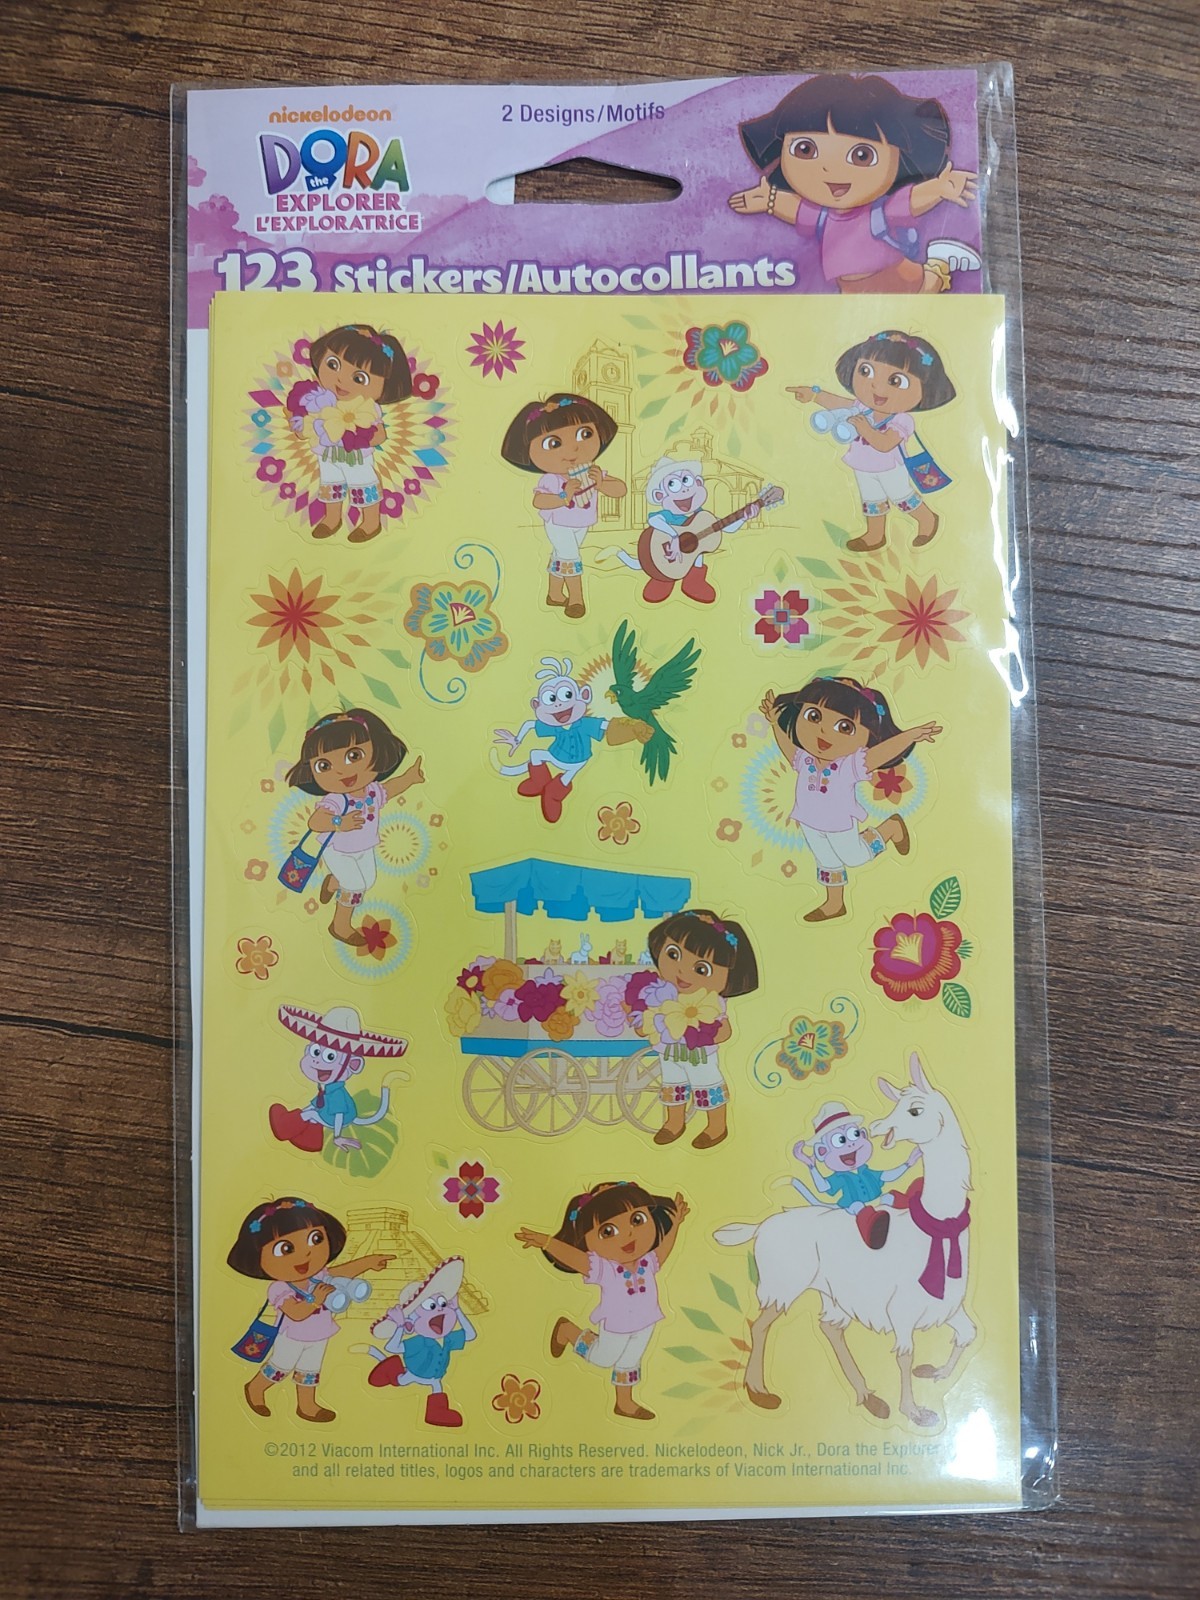 nickelodeon
2 Designs/Motifs
DORA
the
EXPLORER
L'EXPLORATRICE
123 Stickers/Autocollants
©2012 Viacom International Inc. All Rights Reserved. Nickelodeon, Nick Jr., Dora the Explorer
and all related titles, logos and characters are trademarks of Viacom International Inc.